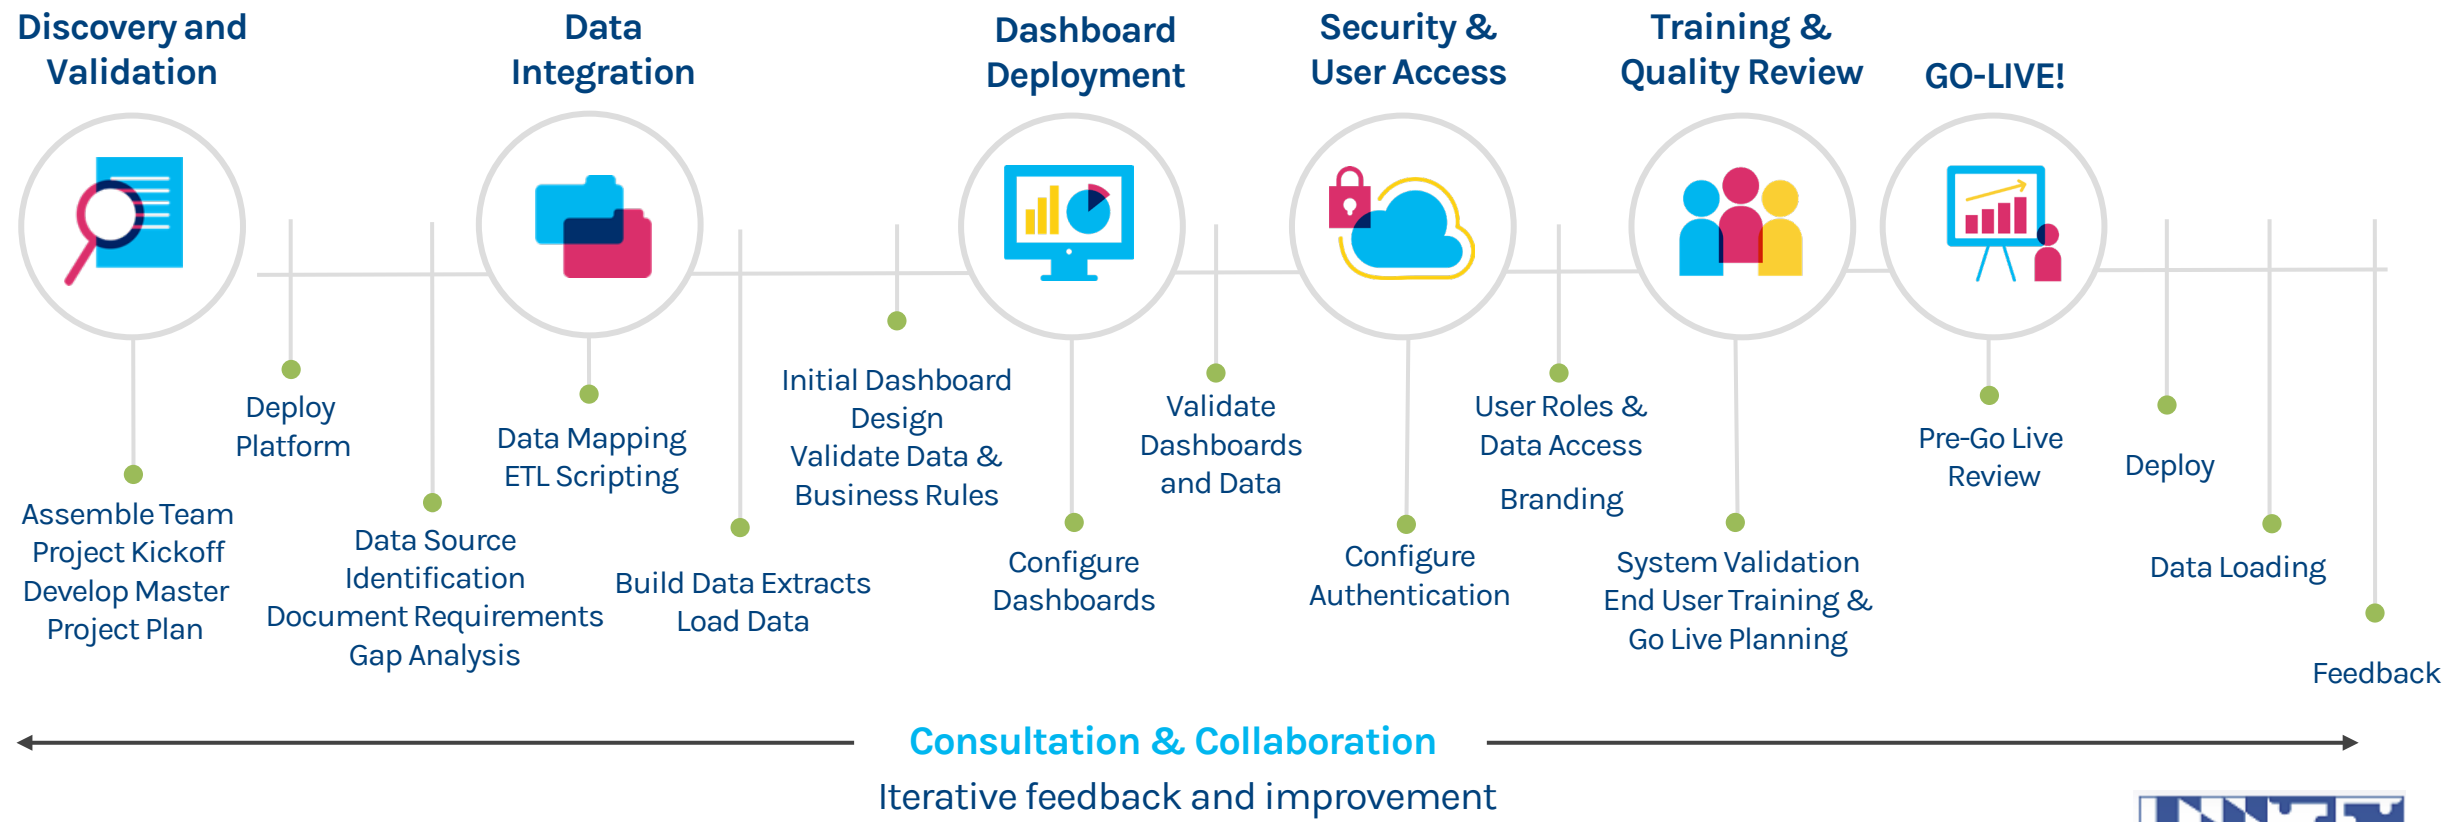 Discovery and
Validation
Data
Integration
Dashboard
Deployment
Security &
User Access
Training &
Quality Review
GO-LIVE!
Assemble Team
Project Kickoff
Develop Master
Project Plan
Deploy
Platform
Data Source
Identification
Document Requirements
Gap Analysis
Data Mapping
ETL Scripting
Build Data Extracts
Load Data
Initial Dashboard
Design
Validate Data &
Business Rules
Configure
Dashboards
Validate
Dashboards
and Data
Configure
Authentication
User Roles &
Data Access
Branding
System Validation
End User Training &
Go Live Planning
Pre-Go Live
Review
Deploy
Data Loading
Feedback
Consultation & Collaboration
Iterative feedback and improvement